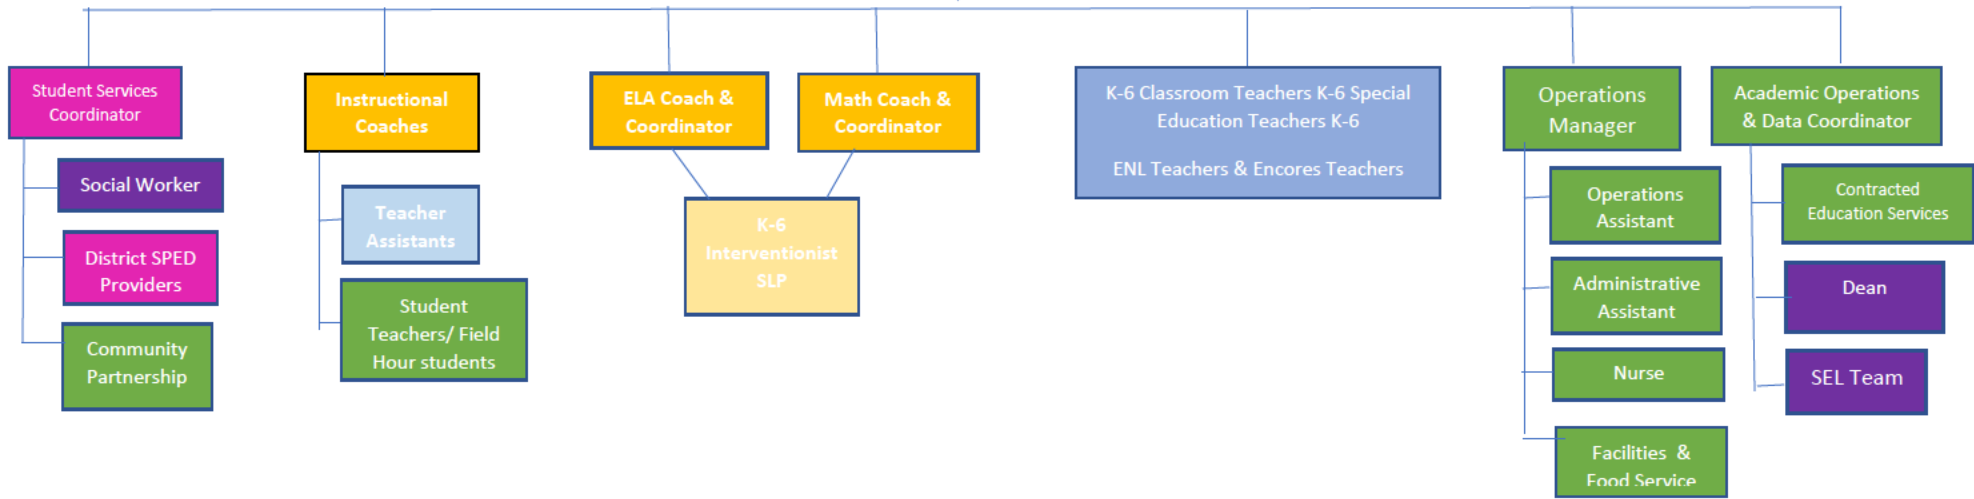 Student Services
Coordinator
Social Worker
District SPED
Providers
Community
Partnership
Instructional
Coaches
Teacher
Assistants
Student
Teachers/ Field
Hour students
ELA Coach &
Coordinator
Math Coach &
Coordinator
K-6
Interventionist
SLP
K-6 Classroom Teachers K-6 Special
Education Teachers K-6
ENL Teachers & Encores Teachers
Operations
Manager
Operations
Assistant
Administrative
Assistant
Nurse
Facilities &
Food Service
Academic Operations
& Data Coordinator
Contracted
Education Services
Dean
SEL Team